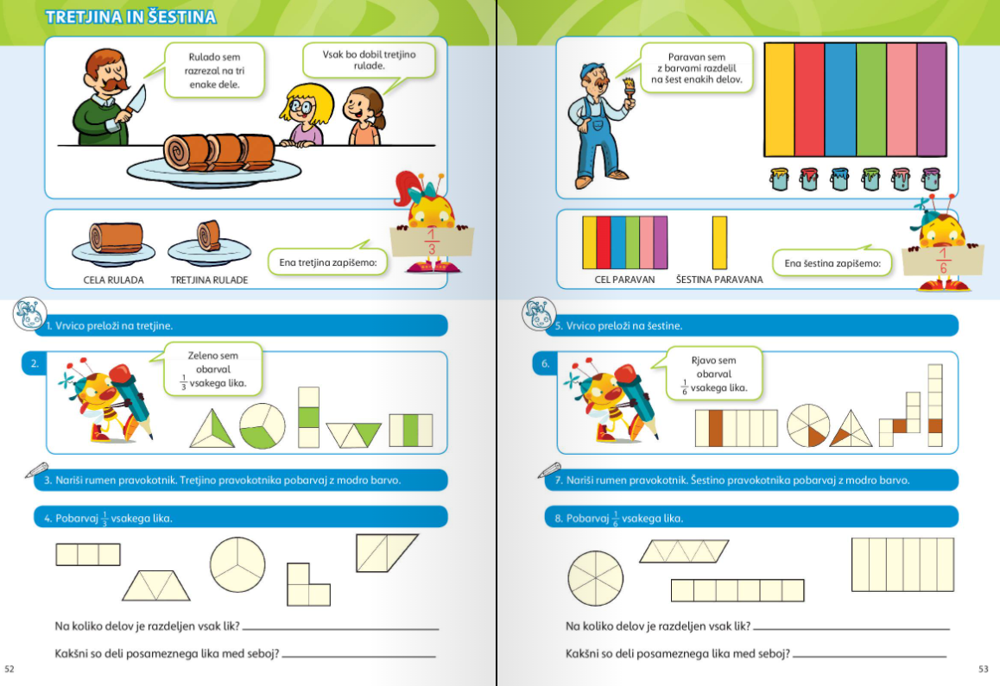 TRETJINA IN ŠESTINA
Rulado sem
razrezal na tri
enake dele.
Vsak bo dobil tretjino
rulade.
CELA RULADA
TRETJINA RULADE
Ena tretjina zapišemo:
1
3
1. Vrvico preloži na tretjine.
2.
Zeleno sem
obarval
1/3 vsakega lika.
3. Nariši rumen pravokotnik. Tretjino pravokotnika pobarvaj z modro barvo.
4. Pobarvaj 1/3 vsakega lika.
Na koliko delov je razdeljen vsak lik?
Kakšni so deli posameznega lika med seboj?
52
Paravan sem
z barvami razdelil
na šest enakih delov.
CEL PARAVAN
ŠESTINA PARAVANA
Ena šestina zapišemo:
1
6
5. Vrvico preloži na šestine.
6.
Rjavo sem
obarval
1/6 vsakega lika.
7. Nariši rumen pravokotnik. Šestino pravokotnika pobarvaj z modro barvo.
8. Pobarvaj 1/6 vsakega lika.
Na koliko delov je razdeljen vsak lik?
Kakšni so deli posameznega lika med seboj?
53